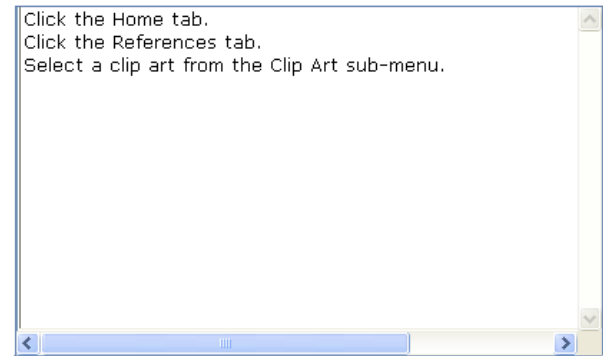 Click the Home tab.
Click the References tab.
Select a clip art from the Clip Art sub-menu.